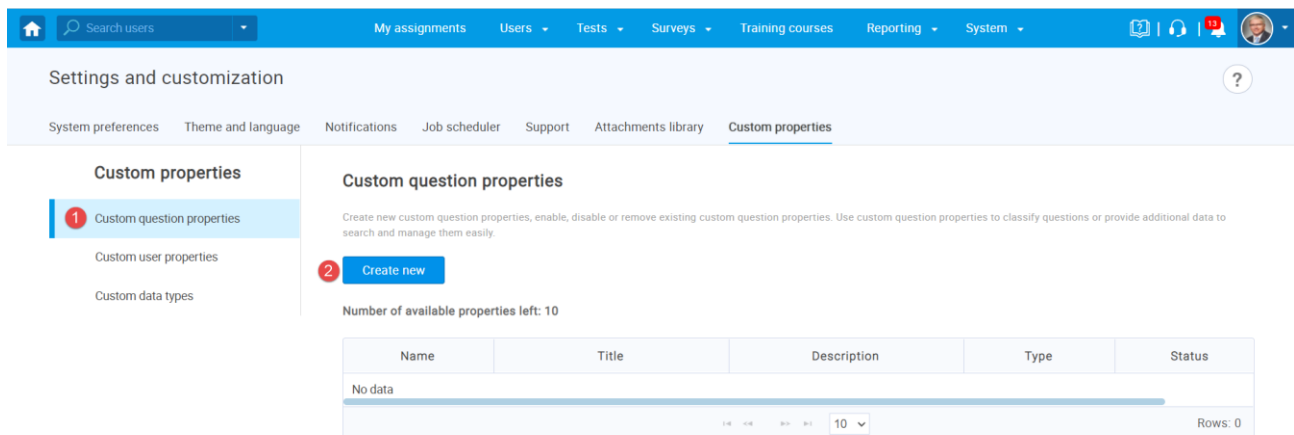 Search users My assignments Users Tests Surveys Training courses Reporting System 13
Settings and customization ?
System preferences Theme and language Notifications Job scheduler Support Attachments library Custom properties
Custom properties
1 Custom question properties
Custom user properties
Custom data types
Custom question properties
Create new custom question properties, enable, disable or remove existing custom question properties. Use custom question properties to classify questions or provide additional data to
search and manage them easily.
2 Create new
Number of available properties left: 10
Name Title Description Type Status
No data
10 Rows: 0